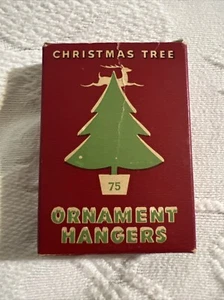 CHRISTMAS TREE
75
ORNAMENT
HANGERS